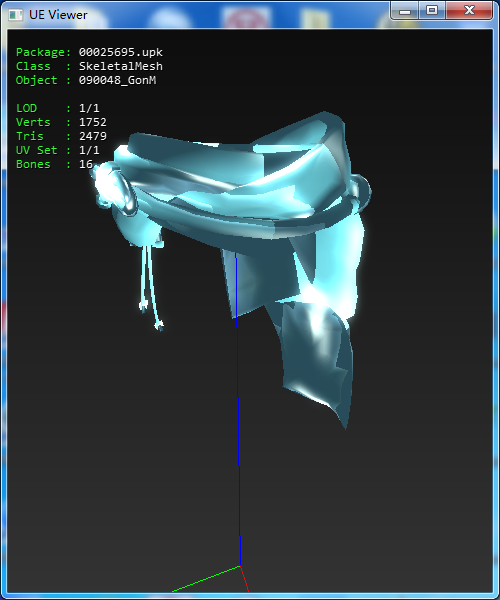 UE Viewer
Package: 00025695.upk
Class : SkeletalMesh
Object : 090048_GonM
LOD : 1/1
Verts : 1752
Tris : 2479
UV Set : 1/1
Bones : 16